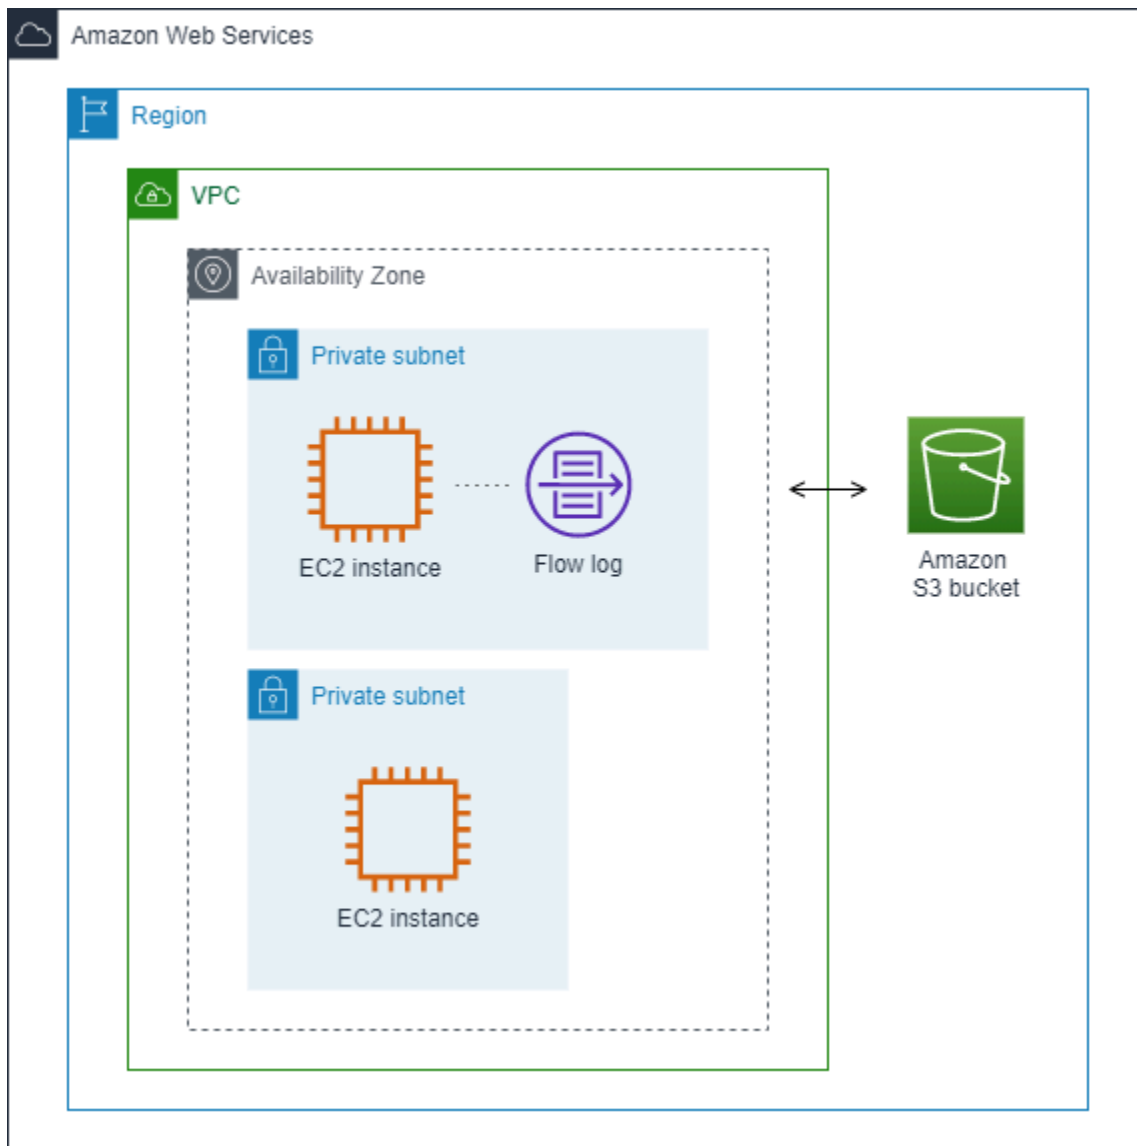 Amazon Web Services
Region
VPC
Availability Zone
Private subnet
EC2 instance
Flow log
Amazon
S3 bucket
Private subnet
EC2 instance